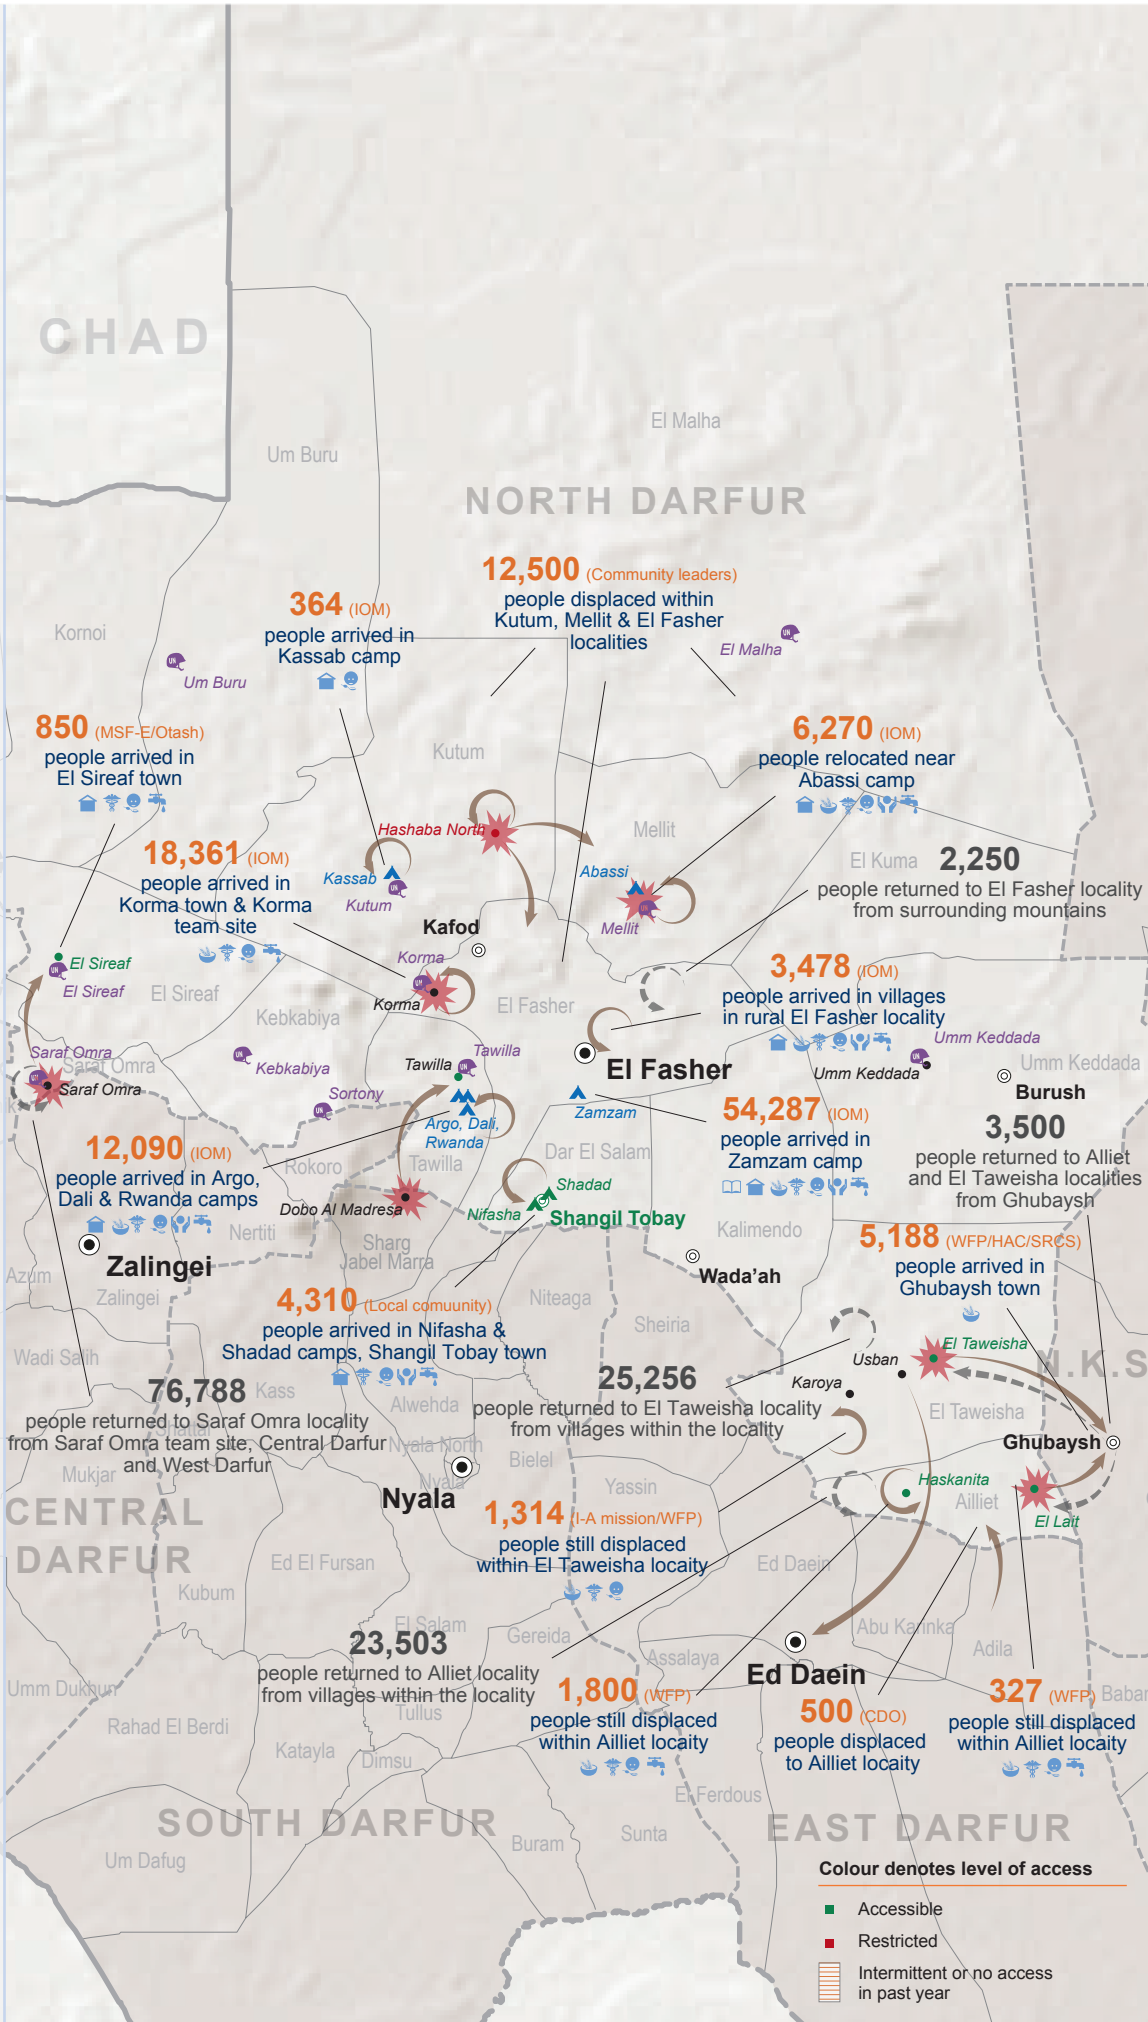 CHAD
El Malha
Um Buru
NORTH DARFUR
12,500 (Community leaders)
people displaced within
Kutum, Mellit & El Fasher
localities
364 (IOM)
people arrived in
Kassab camp
Kornoi
El Malha
UN
Um Buru
UN
850 (MSF-E/Otash)
people arrived in
El Sireaf town
6,270 (IOM)
people relocated near
Abassi camp
Kutum
Hashaba North
Mellit
18,361 (IOM)
people arrived in
Korma town & Korma
team site
El Kuma
2,250
people returned to El Fasher locality
from surrounding mountains
Kassab
Kutum
UN
Abassi
Mellit
UN
Kafod
Korma
UN
Korma
El Sireaf
El Sireaf
UN
El Sireaf
3,478 (IOM)
people arrived in villages
in rural El Fasher locality
El Fasher
Kebkabiya
Saraf Omra
UN
Saraf Omra
Saraf Omra
Kebkabiya
UN
Tawilla
Tawilla
UN
El Fasher
Umm Keddada
UN
Umm Keddada
Umm Keddada
Burush
Sortony
UN
Argo, Dali,
Rwanda
Zamzam
54,287 (IOM)
people arrived in
Zamzam camp
3,500
people returned to Alliet
and El Taweisha localities
from Ghubaysh
12,090 (IOM)
people arrived in Argo,
Dali & Rwanda camps
Rokoro
Tawilla
Dar El Salam
Shadad
Nifasha
Shangil Tobay
Dobo Al Madresa
Nertiti
Sharg
Jabel Marra
Kalimendo
5,188 (WFP/HAC/SRCS)
people arrived in
Ghubaysh town
Zalingei
Azum
Zalingei
Wada'ah
4,310 (Local comuunity)
people arrived in Nifasha &
Shadad camps, Shangil Tobay town
Niteaga
Sheiria
El Taweisha
Usban
N.K.S
Wadi Salih
Karoya
76,788
people returned to Saraf Omra locality
from Saraf Omra team site, Central Darfur
and West Darfur
Kass
Shattai
Alwehda
25,256
people returned to El Taweisha locality
from villages within the locality
El Taweisha
Ghubaysh
Nyala North
Nyala
Bielel
Mukjar
Nyala
Yassin
Haskanita
Ailliet
El Lait
CENTRAL
DARFUR
1,314 (I-A mission/WFP)
people still displaced
within El Taweisha locaity
Ed El Fursan
Ed Daein
Kubum
El Salam
Gereida
Abu Karinka
Adila
23,503
people returned to Alliet locality
from villages within the locality
Assalaya
Ed Daein
Umm Dukhun
1,800 (WFP)
people still displaced
within Ailliet locaity
500 (CDO)
people displaced
to Ailliet locaity
327 (WFP)
people still displaced
within Ailliet locaity
Tullus
Rahad El Berdi
Katayla
Dimsu
El Ferdous
SOUTH DARFUR
Buram
Sunta
EAST DARFUR
Um Dafug
Colour denotes level of access
Accessible
Restricted
Intermittent or no access
in past year